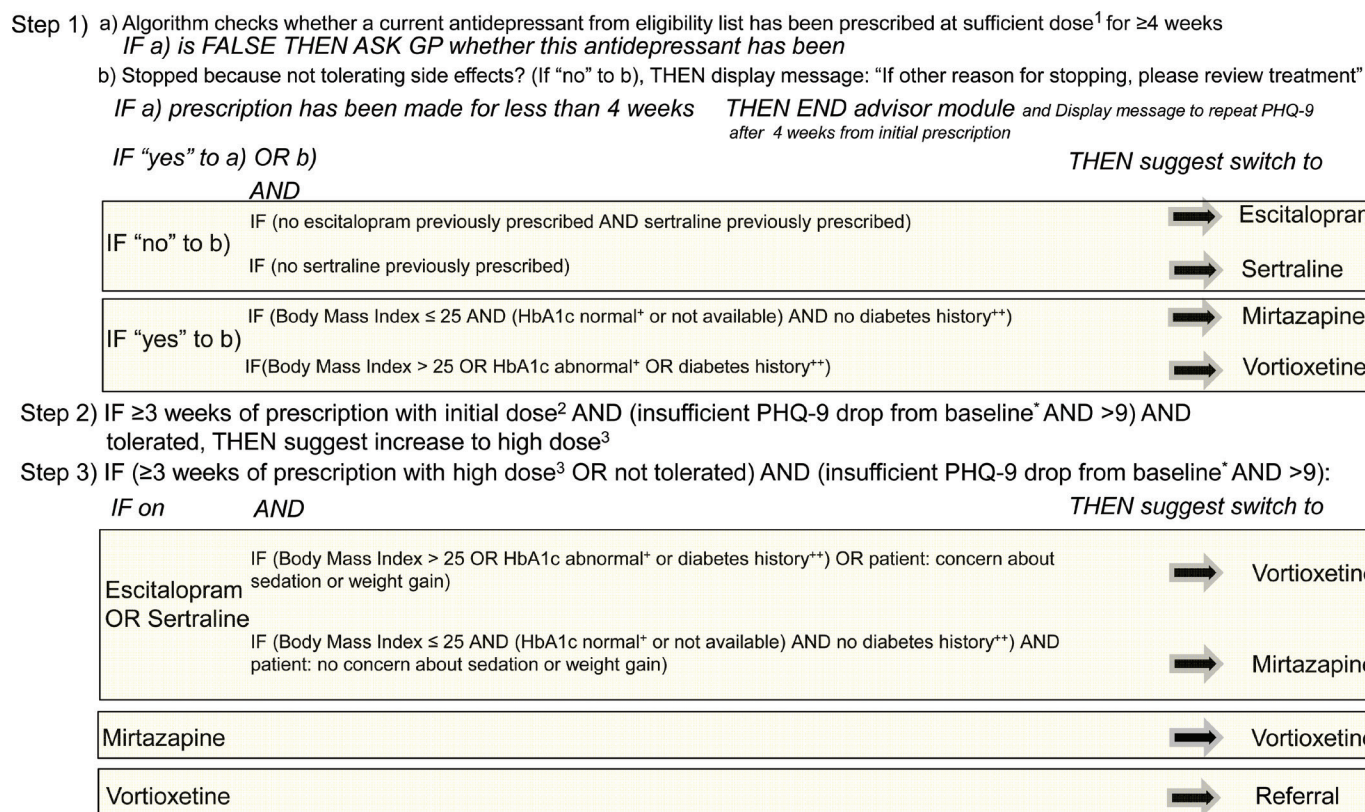 Step 1) a) Algorithm checks whether a current antidepressant from eligibility list has been prescribed at sufficient dose¹ for ≥4 weeks
IF a) is FALSE THEN ASK GP whether this antidepressant has been
b) Stopped because not tolerating side effects? (If “no” to b), THEN display message: “If other reason for stopping, please review treatment”
IF a) prescription has been made for less than 4 weeks THEN END advisor module and Display message to repeat PHQ-9
after 4 weeks from initial prescription
IF “yes” to a) OR b) THEN suggest switch to
AND
IF (no escitalopram previously prescribed AND sertraline previously prescribed) Escitalopram
IF “no” to b)
IF (no sertraline previously prescribed) Sertraline
IF (Body Mass Index ≤ 25 AND (HbA1c normal⁺ or not available) AND no diabetes history⁺⁺) Mirtazapine
IF “yes” to b)
IF(Body Mass Index > 25 OR HbA1c abnormal⁺ OR diabetes history⁺⁺) Vortioxetine
Step 2) IF ≥3 weeks of prescription with initial dose² AND (insufficient PHQ-9 drop from baseline* AND >9) AND
tolerated, THEN suggest increase to high dose³
Step 3) IF (≥3 weeks of prescription with high dose³ OR not tolerated) AND (insufficient PHQ-9 drop from baseline* AND >9):
IF on AND THEN suggest switch to
IF (Body Mass Index > 25 OR HbA1c abnormal⁺ or diabetes history⁺⁺) OR patient: concern about
sedation or weight gain) Vortioxetine
Escitalopram
OR Sertraline
IF (Body Mass Index ≤ 25 AND (HbA1c normal⁺ or not available) AND no diabetes history⁺⁺) AND
patient: no concern about sedation or weight gain) Mirtazapine
Mirtazapine Vortioxetine
Vortioxetine Referral